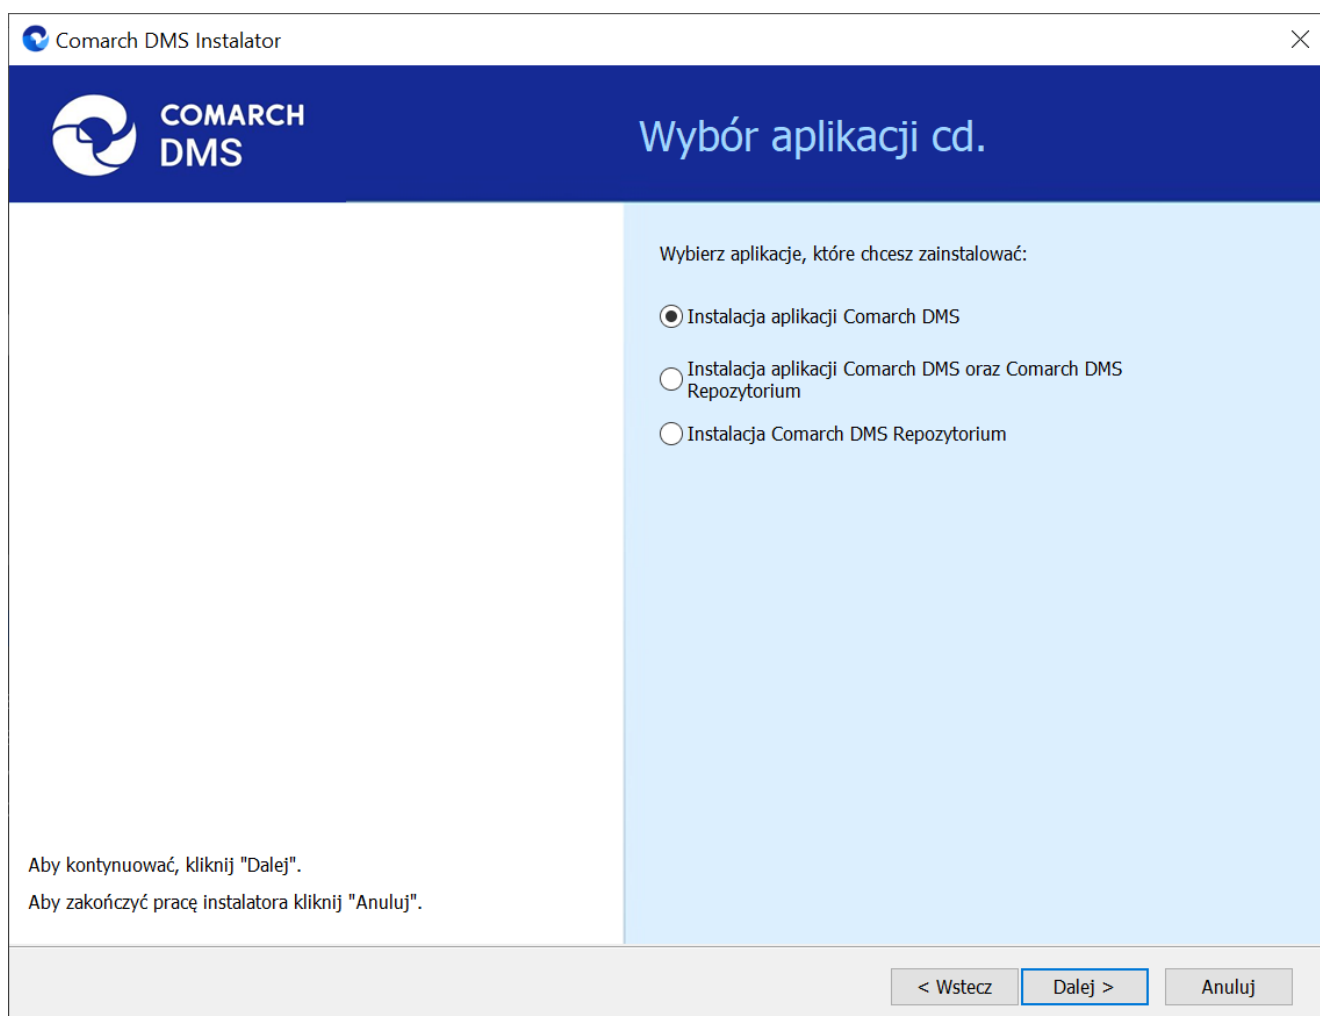 Comarch DMS Instalator
COMARCH
DMS
Wybór aplikacji cd.
Wybierz aplikacje, które chcesz zainstalować:
Instalacja aplikacji Comarch DMS
Instalacja aplikacji Comarch DMS oraz Comarch DMS
Repozytorium
Instalacja Comarch DMS Repozytorium
Aby kontynuować, kliknij "Dalej".
Aby zakończyć pracę instalatora kliknij "Anuluj".
< Wstecz
Dalej >
Anuluj